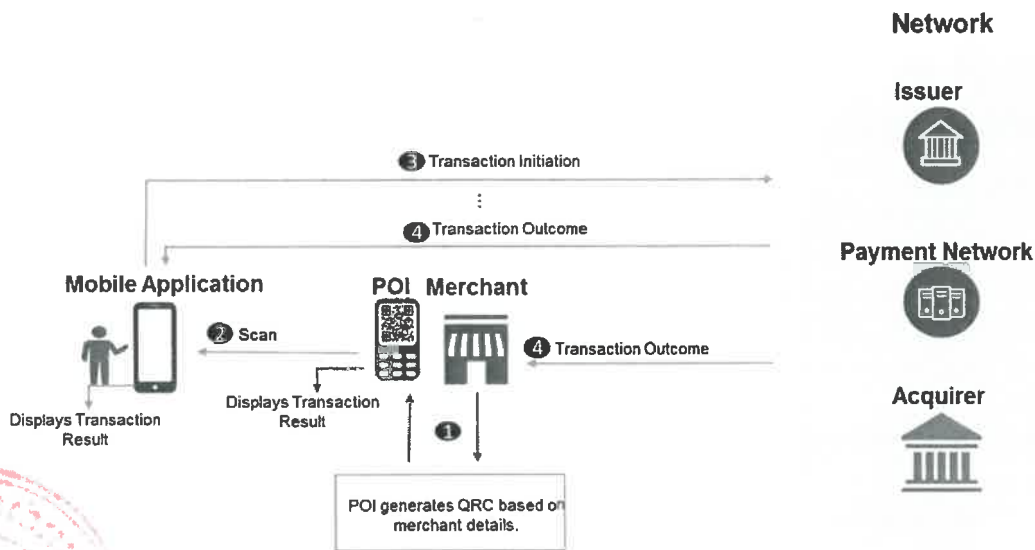 Network
Issuer
3 Transaction Initiation
4 Transaction Outcome
Payment Network
Mobile Application
POI Merchant
2 Scan
4 Transaction Outcome
Displays Transaction
Result
Displays Transaction
Result
Acquirer
1
POI generates QRC based on
merchant details.